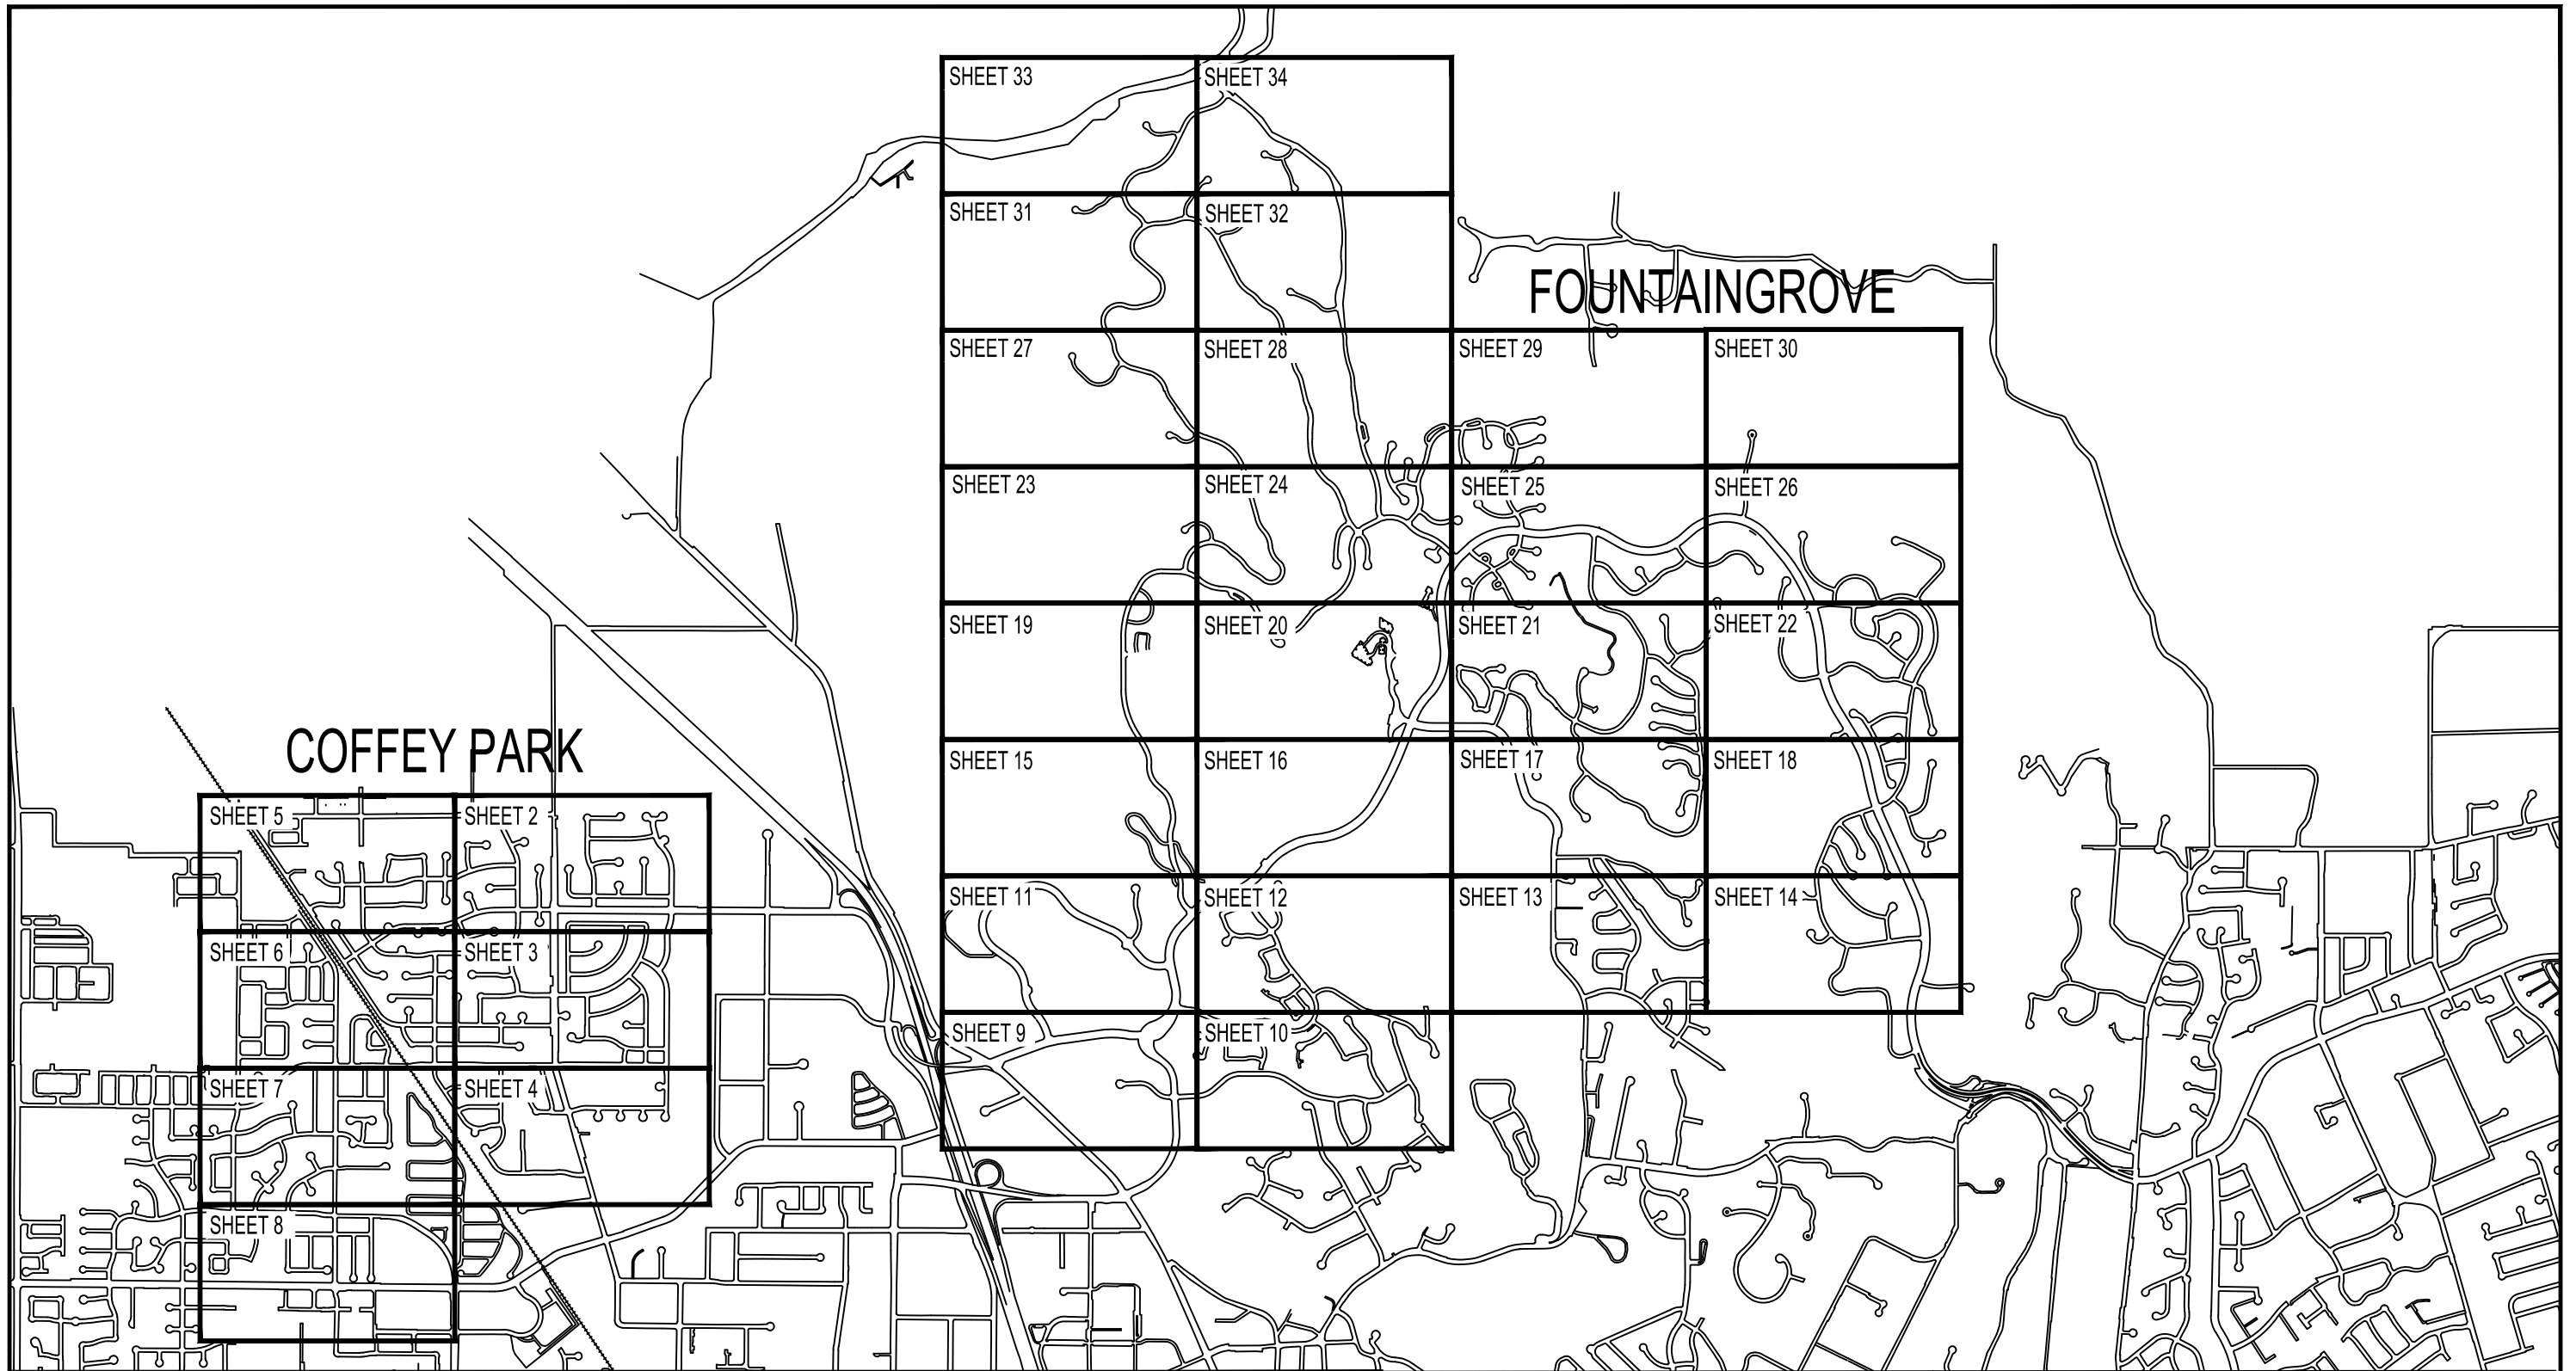 SHEET 33
SHEET 34
SHEET 31
SHEET 32
FOUNTAINGROVE
SHEET 27
SHEET 28
SHEET 29
SHEET 30
SHEET 23
SHEET 24
SHEET 25
SHEET 26
SHEET 19
SHEET 20
SHEET 21
SHEET 22
COFFEY PARK
SHEET 15
SHEET 16
SHEET 17
SHEET 18
SHEET 5
SHEET 2
SHEET 11
SHEET 12
SHEET 13
SHEET 14
SHEET 6
SHEET 3
SHEET 9
SHEET 10
SHEET 7
SHEET 4
SHEET 8